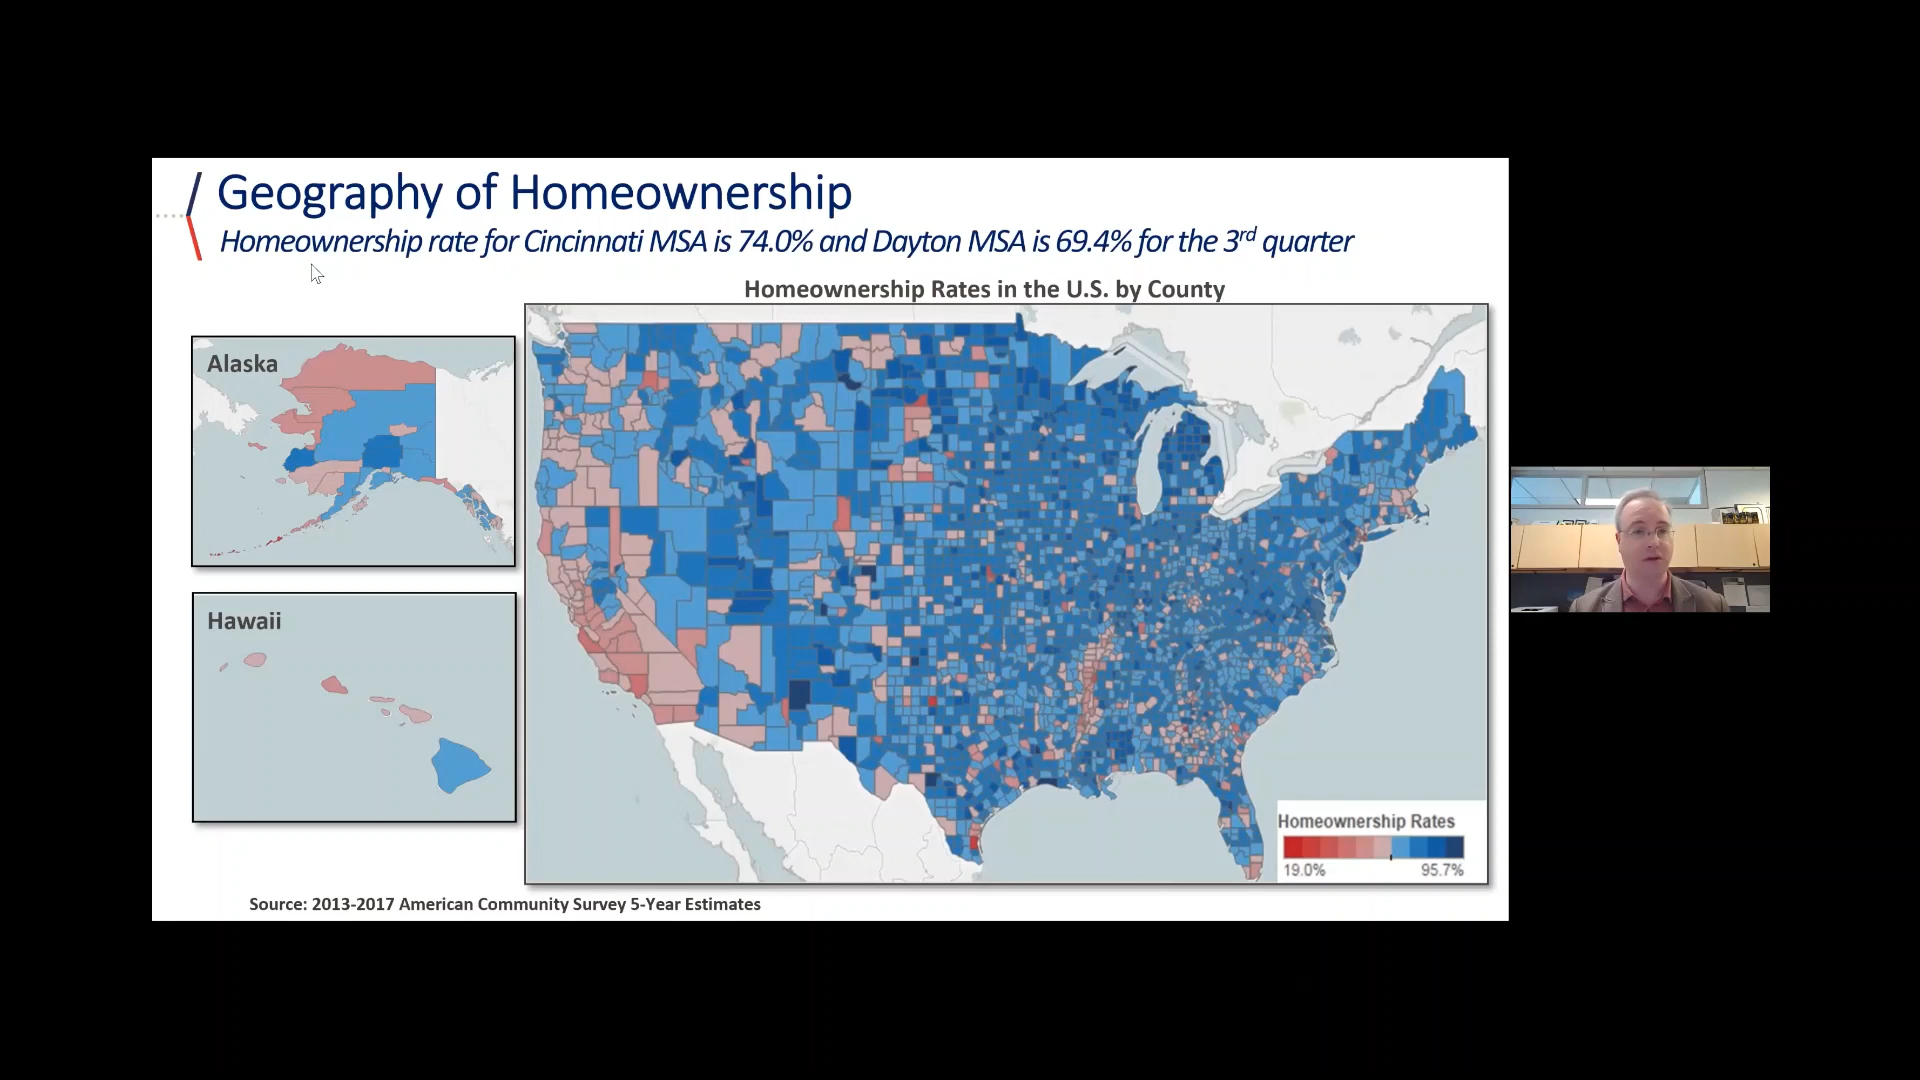 Geography of Homeownership
Homeownership rate for Cincinnati MSA is 74.0% and Dayton MSA is 69.4% for the 3rd quarter
Homeownership Rates in the U.S. by County
Alaska
Hawaii
Homeownership Rates
19.0% 95.7%
Source: 2013-2017 American Community Survey 5-Year Estimates